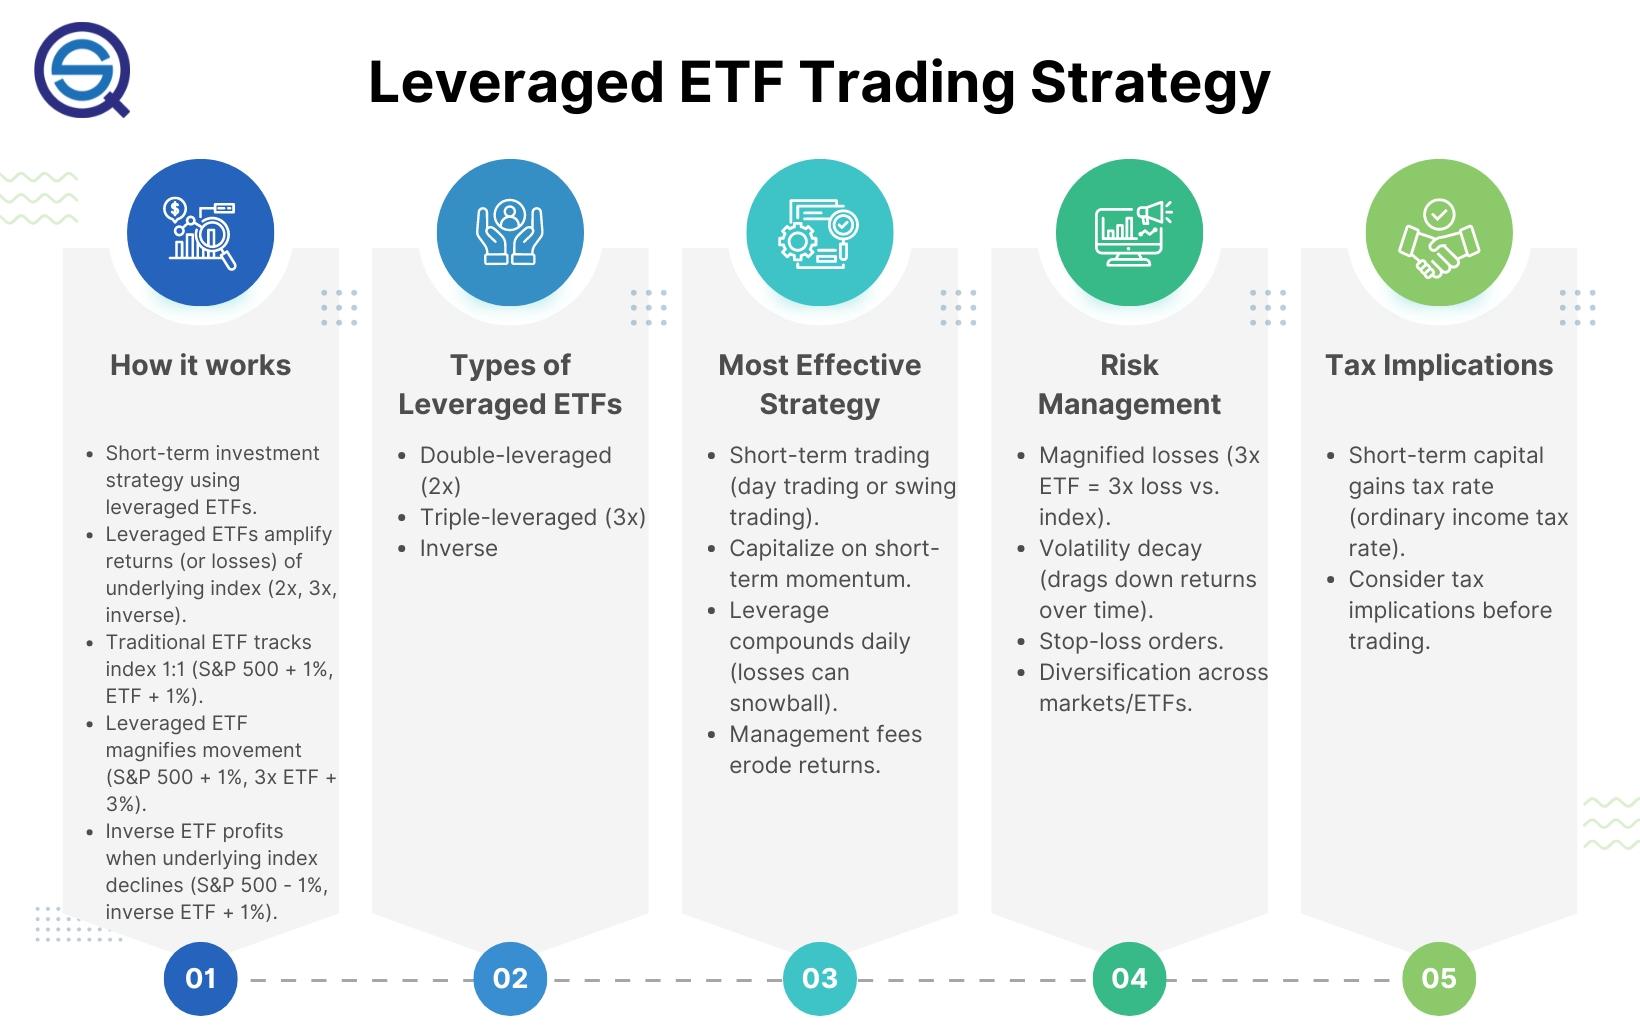 Leveraged ETF Trading Strategy
How it works
• Short-term investment
strategy using
leveraged ETFs.
• Leveraged ETFs amplify
returns (or losses) of
underlying index (2x, 3x,
inverse).
• Traditional ETF tracks
index 1:1 (S&P 500 + 1%,
ETF + 1%).
• Leveraged ETF
magnifies movement
(S&P 500 + 1%, 3x ETF +
3%).
• Inverse ETF profits
when underlying index
declines (S&P 500 - 1%,
inverse ETF + 1%).
01
Types of
Leveraged ETFs
• Double-leveraged
(2x)
• Triple-leveraged (3x)
• Inverse
02
Most Effective
Strategy
• Short-term trading
(day trading or swing
trading).
• Capitalize on short-
term momentum.
• Leverage
compounds daily
(losses can
snowball).
• Management fees
erode returns.
03
Risk
Management
• Magnified losses (3x
ETF = 3x loss vs.
index).
• Volatility decay
(drags down returns
over time).
• Stop-loss orders.
• Diversification across
markets/ETFs.
04
Tax Implications
• Short-term capital
gains tax rate
(ordinary income tax
rate).
• Consider tax
implications before
trading.
05